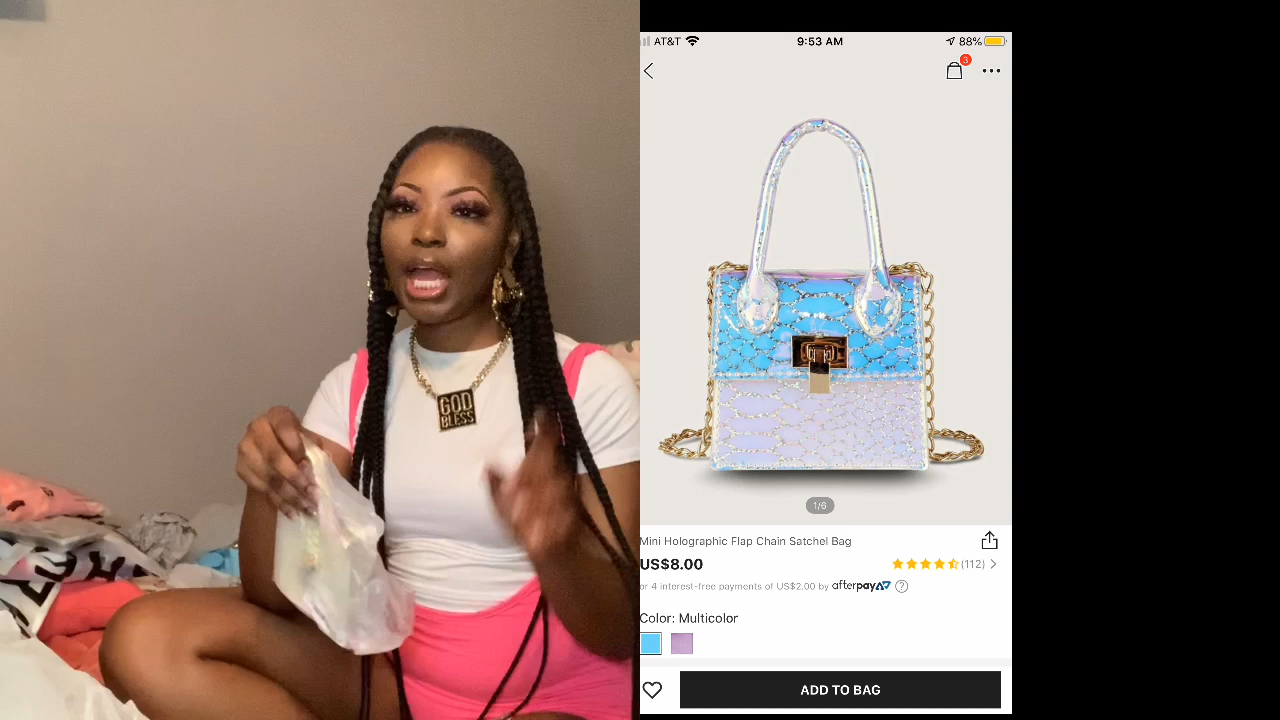 GOD
BLESS
AT&T
9:53 AM
88%
3
1/6
Mini Holographic Flap Chain Satchel Bag
US$8.00
(112)
or 4 interest-free payments of US$2.00 by afterpay
?
Color: Multicolor
ADD TO BAG